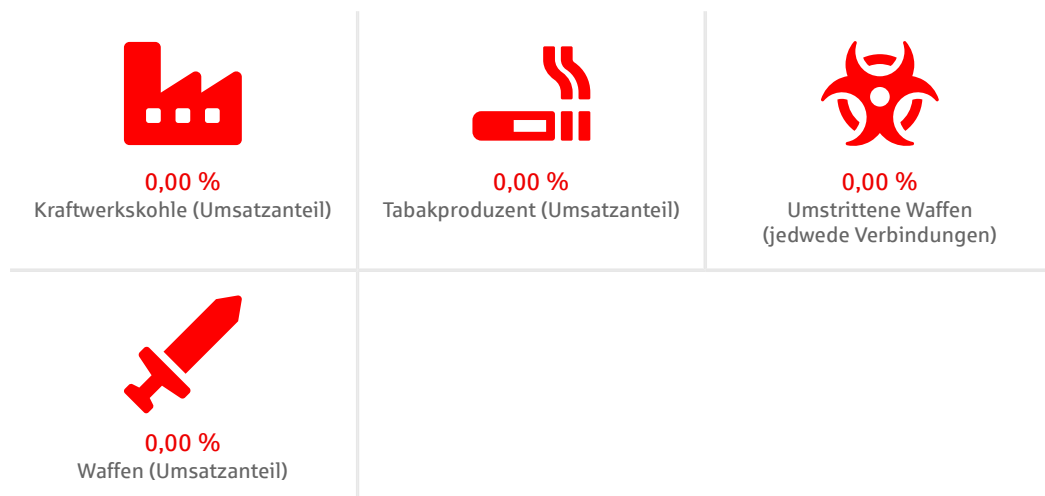 0,00 %
Kraftwerkskohle (Umsatzanteil)
0,00 %
Tabakproduzent (Umsatzanteil)
0,00 %
Umstrittene Waffen
(jedwede Verbindungen)
0,00 %
Waffen (Umsatzanteil)